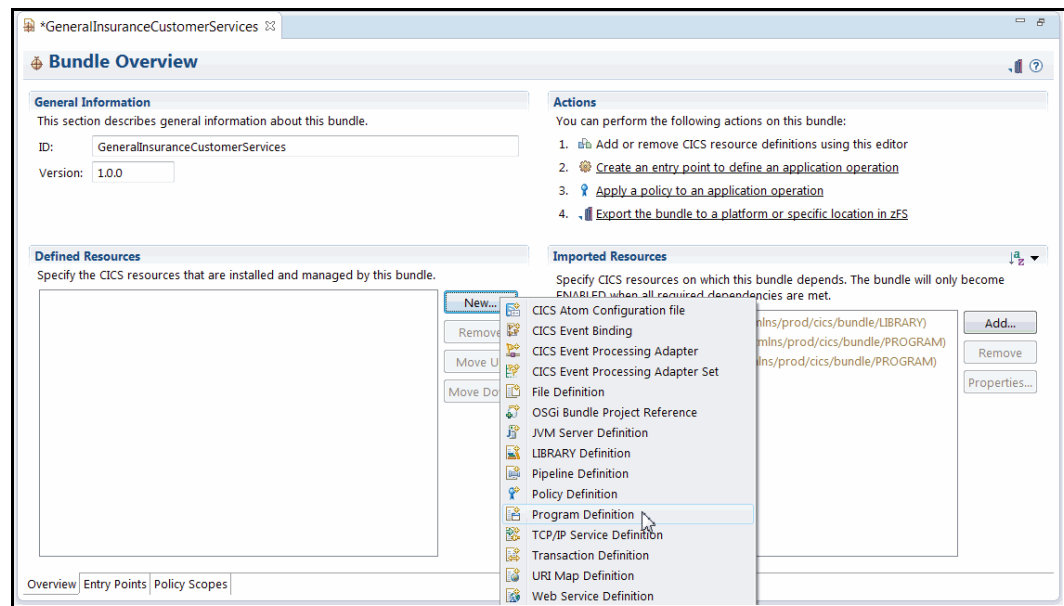 *GeneralInsuranceCustomerServices
Bundle Overview
General Information
This section describes general information about this bundle.
ID: GeneralInsuranceCustomerServices
Version: 1.0.0
Actions
You can perform the following actions on this bundle:
1. Add or remove CICS resource definitions using this editor
2. Create an entry point to define an application operation
3. Apply a policy to an application operation
4. Export the bundle to a platform or specific location in zFS
Defined Resources
Specify the CICS resources that are installed and managed by this bundle.
New...
Remove
Move U
Move Do
Imported Resources
Specify CICS resources on which this bundle depends. The bundle will only become
ENABLED when all required dependencies are met.
mlns/prod/cics/bundle/LIBRARY)
mlns/prod/cics/bundle/PROGRAM)
mlns/prod/cics/bundle/PROGRAM)
Add...
Remove
Properties...
CICS Atom Configuration file
CICS Event Binding
CICS Event Processing Adapter
CICS Event Processing Adapter Set
File Definition
OSGi Bundle Project Reference
JVM Server Definition
LIBRARY Definition
Pipeline Definition
Policy Definition
Program Definition
TCP/IP Service Definition
Transaction Definition
URI Map Definition
Web Service Definition
Overview Entry Points Policy Scopes